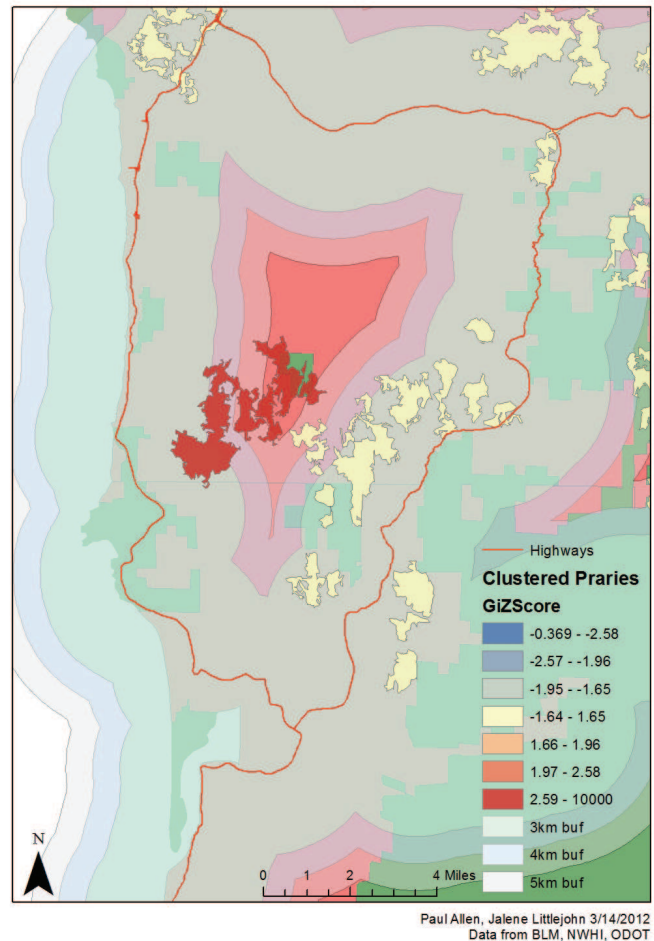 Highways
Clustered Praries
GiZScore
-0.369 - -2.58
-2.57 - -1.96
-1.95 - -1.65
-1.64 - 1.65
1.66 - 1.96
1.97 - 2.58
2.59 - 10000
3km buf
4km buf
5km buf
N
0 2 4 Miles
Paul Allen, Jalene Littlejohn 3/14/2012
Data from BLM, NWHI, ODOT